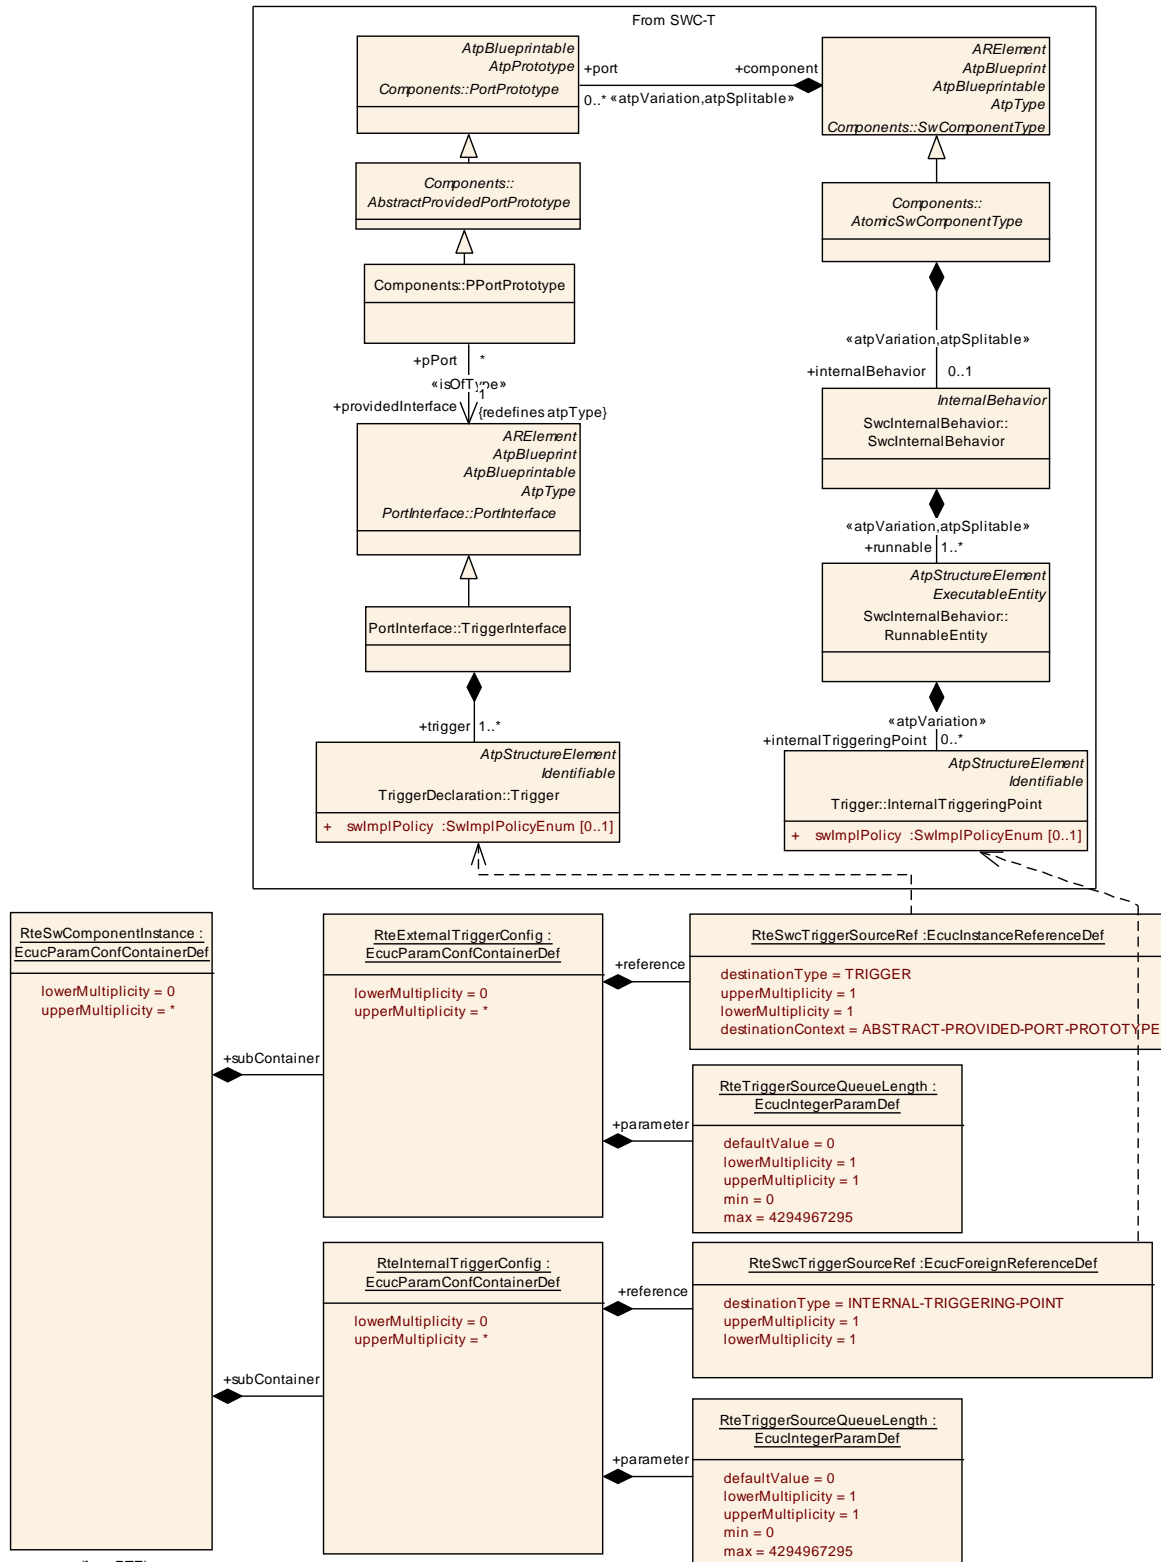 From SWC-T
AtpBlueprintable
AtpPrototype
Components::PortPrototype
+port
0..*
«atpVariation,atpSplitable»
+component
ARElement
AtpBlueprint
AtpBlueprintable
AtpType
Components::SwComponentType
Components::
AbstractProvidedPortPrototype
Components::
AtomicSwComponentType
Components::PPortPrototype
+pPort
*
«isOfType»
1
+providedInterface
{redefines atpType}
«atpVariation,atpSplitable»
+internalBehavior
0..1
ARElement
AtpBlueprint
AtpBlueprintable
AtpType
PortInterface::PortInterface
InternalBehavior
SwcInternalBehavior::
SwcInternalBehavior
«atpVariation,atpSplitable»
+runnable
1..*
PortInterface::TriggerInterface
AtpStructureElement
ExecutableEntity
SwcInternalBehavior::
RunnableEntity
+trigger
1..*
«atpVariation»
+internalTriggeringPoint
0..*
AtpStructureElement
Identifiable
TriggerDeclaration::Trigger
+ swImplPolicy :SwImplPolicyEnum [0..1]
AtpStructureElement
Identifiable
Trigger::InternalTriggeringPoint
+ swImplPolicy :SwImplPolicyEnum [0..1]
RteSwComponentInstance :
EcucParamConfContainerDef
lowerMultiplicity = 0
upperMultiplicity = *
+subContainer
RteExternalTriggerConfig :
EcucParamConfContainerDef
lowerMultiplicity = 0
upperMultiplicity = *
+reference
RteSwcTriggerSourceRef :EcucInstanceReferenceDef
destinationType = TRIGGER
upperMultiplicity = 1
lowerMultiplicity = 1
destinationContext = ABSTRACT-PROVIDED-PORT-PROTOTYPE
+parameter
RteTriggerSourceQueueLength :
EcucIntegerParamDef
defaultValue = 0
lowerMultiplicity = 1
upperMultiplicity = 1
min = 0
max = 4294967295
+subContainer
RteInternalTriggerConfig :
EcucParamConfContainerDef
lowerMultiplicity = 0
upperMultiplicity = *
+reference
RteSwcTriggerSourceRef :EcucForeignReferenceDef
destinationType = INTERNAL-TRIGGERING-POINT
upperMultiplicity = 1
lowerMultiplicity = 1
+parameter
RteTriggerSourceQueueLength :
EcucIntegerParamDef
defaultValue = 0
lowerMultiplicity = 1
upperMultiplicity = 1
min = 0
max = 4294967295